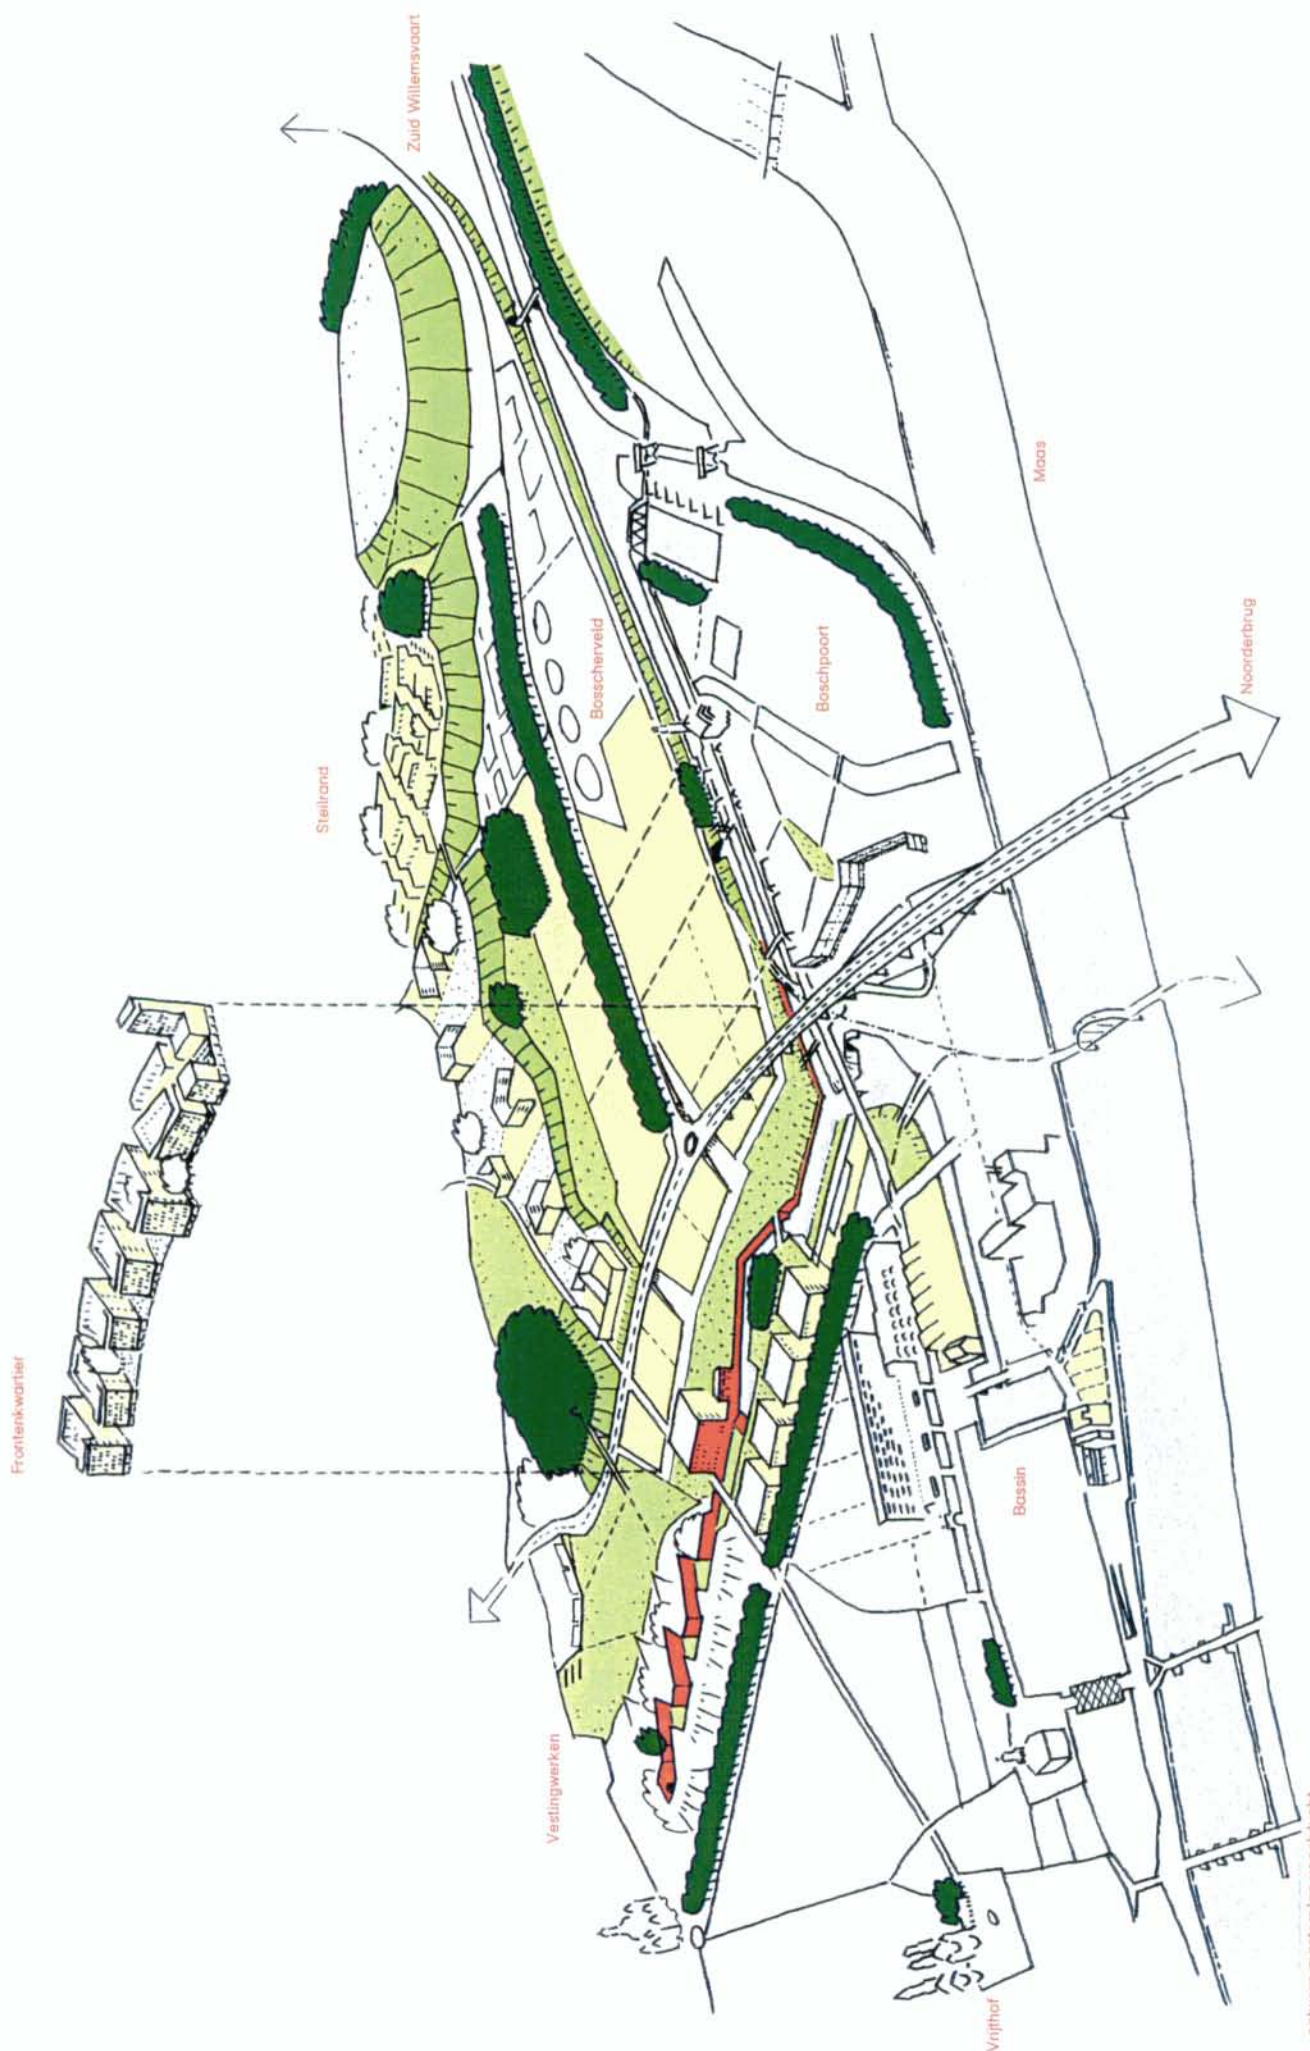 Frontenkwartier
Steilrand
Zuid Willemsvaart
Vestingwerken
Bosscherveld
Boschpoort
Maas
Bassin
Noorderbrug
Vrijthof